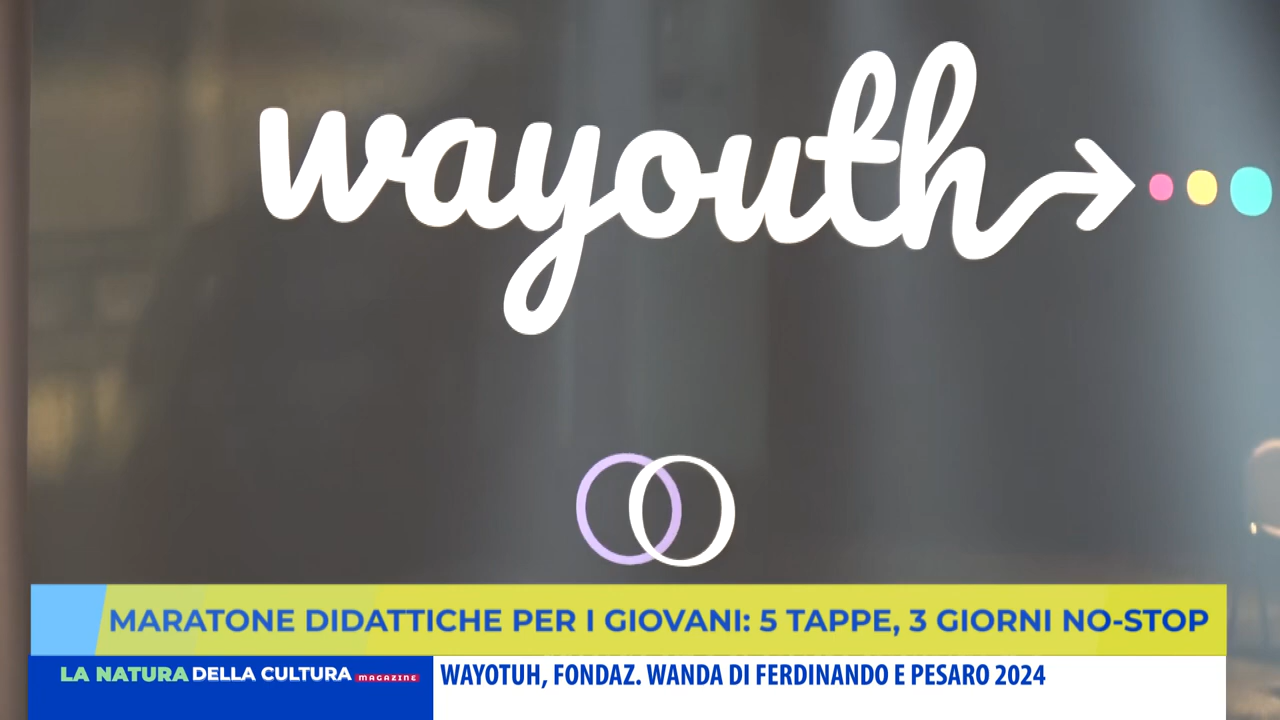 wayouth
MARATONE DIDATTICHE PER I GIOVANI: 5 TAPPE, 3 GIORNI NO-STOP
LA NATURA DELLA CULTURA MAGAZINE
WAYOTUH, FONDAZ. WANDA DI FERDINANDO E PESARO 2024